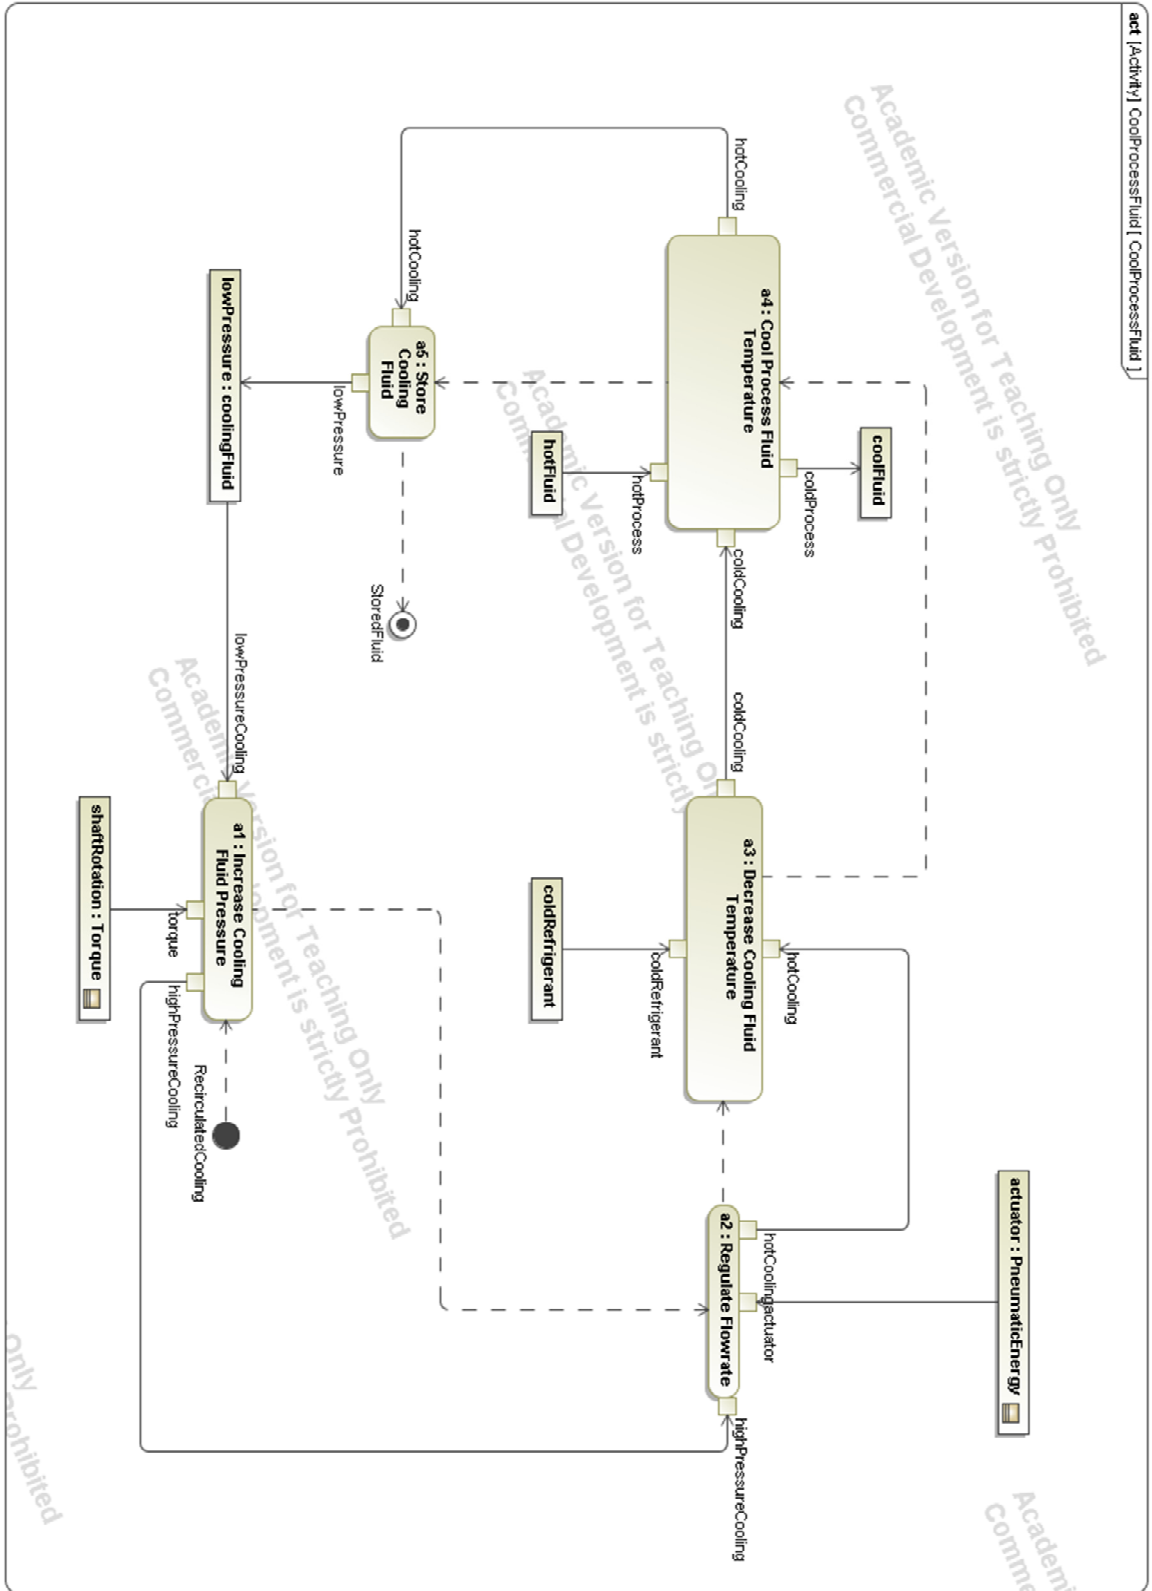 act [Activity] CoolProcessFluid [ CoolProcessFluid ]
Academic Version for Teaching Only
Commercial Development is strictly Prohibited
actuator : PneumaticEnergy
coolFluid
coldProcess
hotCooling
a4 : Cool Process Fluid
Temperature
coldCooling
coldCooling
a3 : Decrease Cooling Fluid
Temperature
hotCooling
hotCooling
actuator
a2 : Regulate Flowrate
highPressureCooling
hotProcess
hotFluid
coldRefrigerant
coldRefrigerant
Academic Version for Teaching
Development is strictly
hotCooling
a5 : Store
Cooling
Fluid
lowPressure
StoredFluid
lowPressure : coolingFluid
lowPressureCooling
a1 : Increase Cooling
Fluid Pressure
RecirculatedCooling
torque
highPressureCooling
shaftRotation : Torque
Version for Teaching Only
is strictly Prohibited
Only
Prohibited